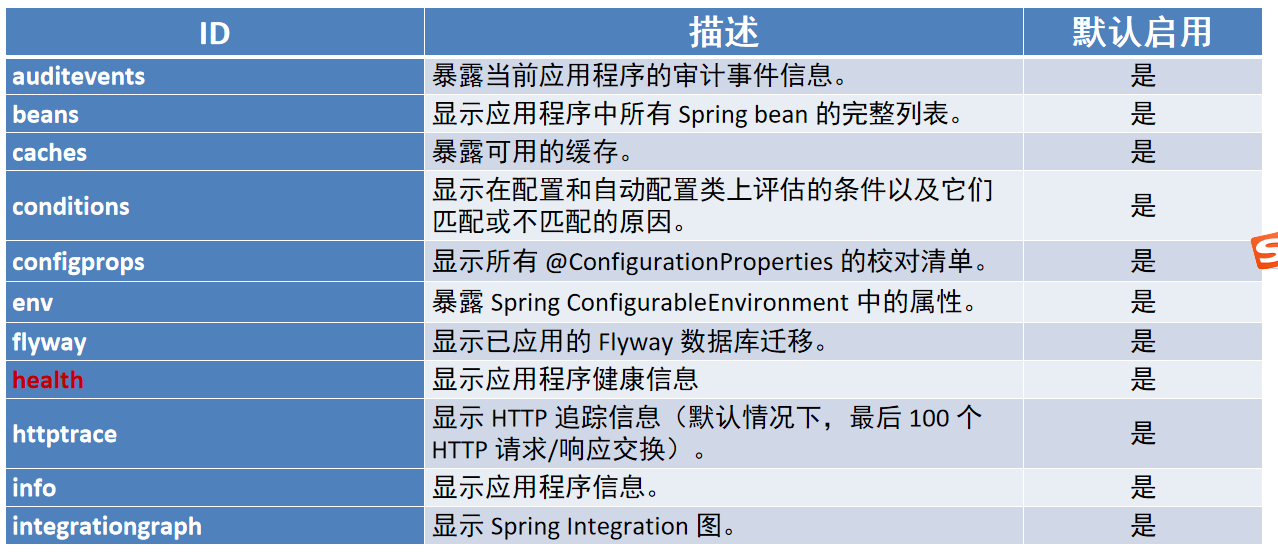 ID 描述 默认启用
auditevents 暴露当前应用程序的审计事件信息。 是
beans 显示应用程序中所有 Spring bean 的完整列表。 是
caches 暴露可用的缓存。 是
conditions 显示在配置和自动配置类上评估的条件以及它们
匹配或不匹配的原因。 是
configprops 显示所有 @ConfigurationProperties 的校对清单。 是
env 暴露 Spring ConfigurableEnvironment 中的属性。 是
flyway 显示已应用的 Flyway 数据库迁移。 是
health 显示应用程序健康信息 是
httptrace 显示 HTTP 追踪信息（默认情况下，最后 100 个
HTTP 请求/响应交换）。 是
info 显示应用程序信息。 是
integrationgraph 显示 Spring Integration 图。 是